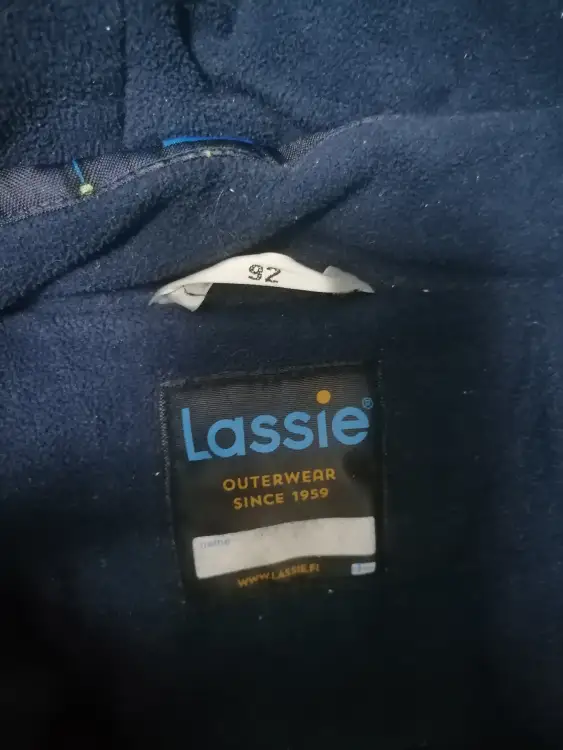 92
Lassie®
OUTERWEAR
SINCE 1959
name
WWW.LASSIE.FI